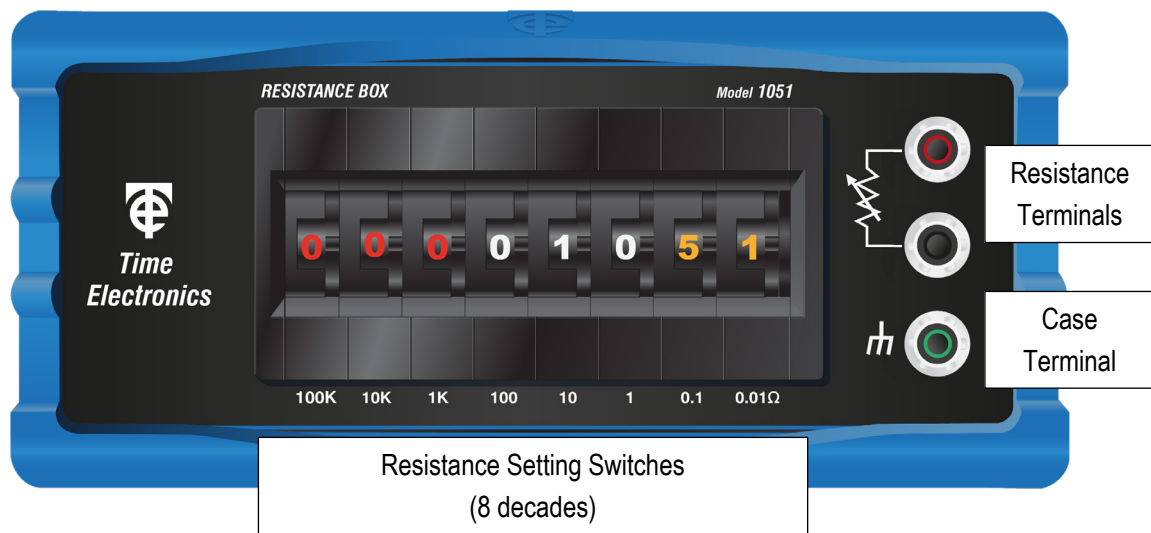 RESISTANCE BOX
Model 1051
Resistance
Terminals
Time
Electronics
0 0 0 0 1 0 5 1
Case
Terminal
100K 10K 1K 100 10 1 0.1 0.01Ω
Resistance Setting Switches
(8 decades)